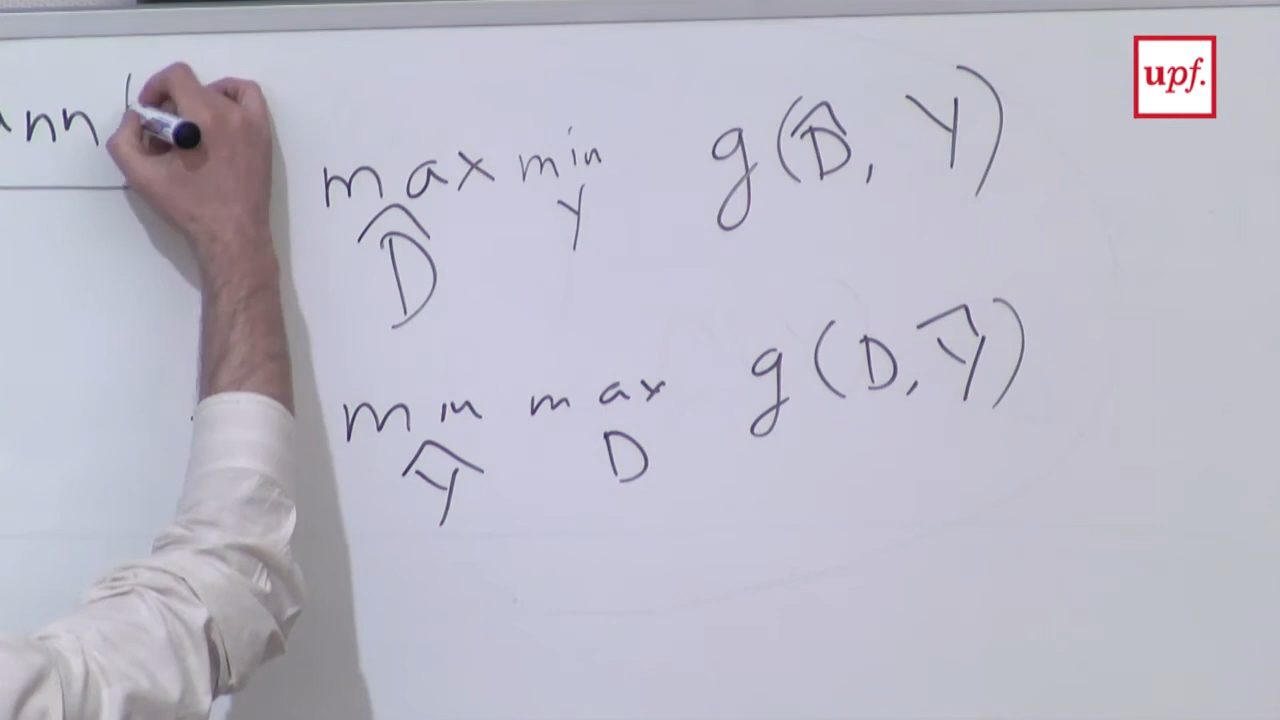 upf.
max min g(D̂, Y)
D̂ Y
min max g(D, Ŷ)
Ŷ D